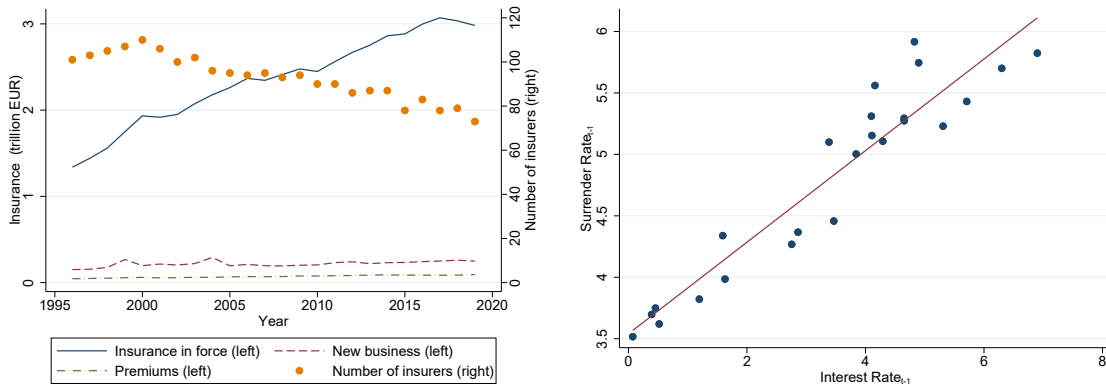 Insurance (trillion EUR)
0 1 2 3
Number of insurers (right)
0 20 40 60 80 100 120
1995 2000 2005 2010 2015 2020
Year
Insurance in force (left) New business (left)
Premiums (left) Number of insurers (right)
Surrender Rate t-1
3.5 4 4.5 5 5.5 6
0 2 4 6 8
Interest Rate t-1